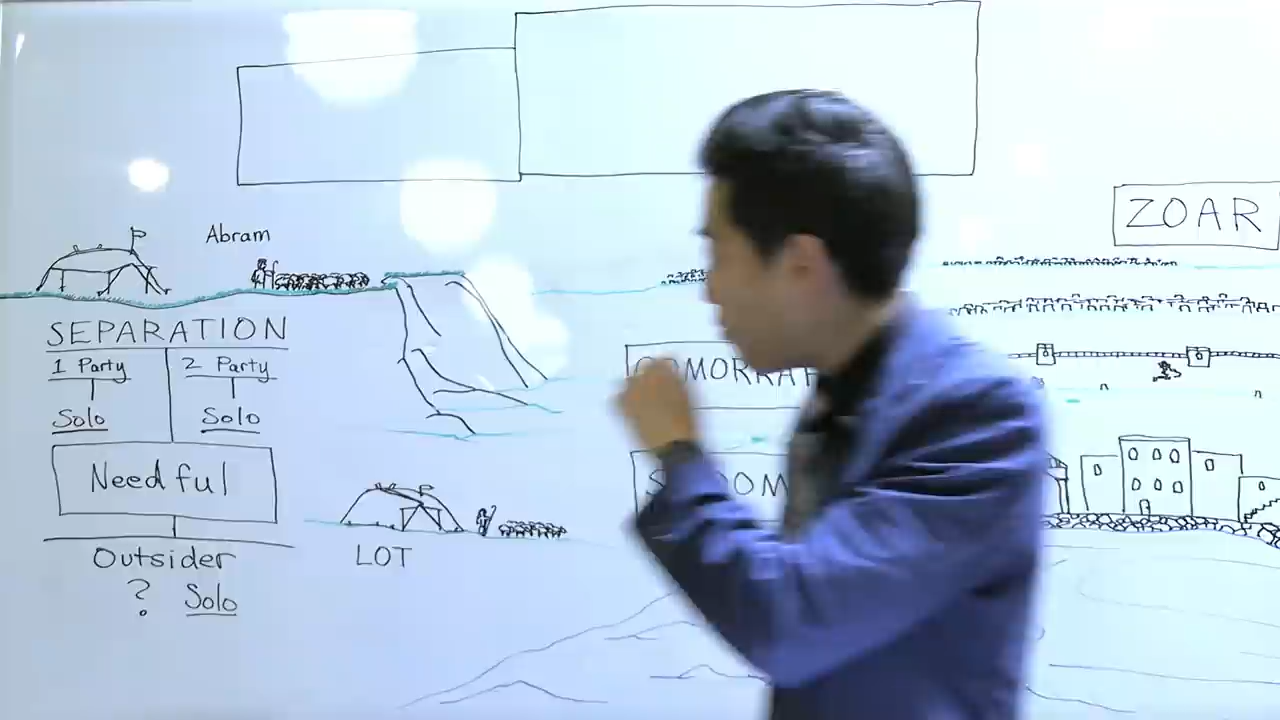 ZOAR
Abram
SEPARATION
1 Party
2 Party
Solo
Solo
Needful
Outsider
? Solo
LOT